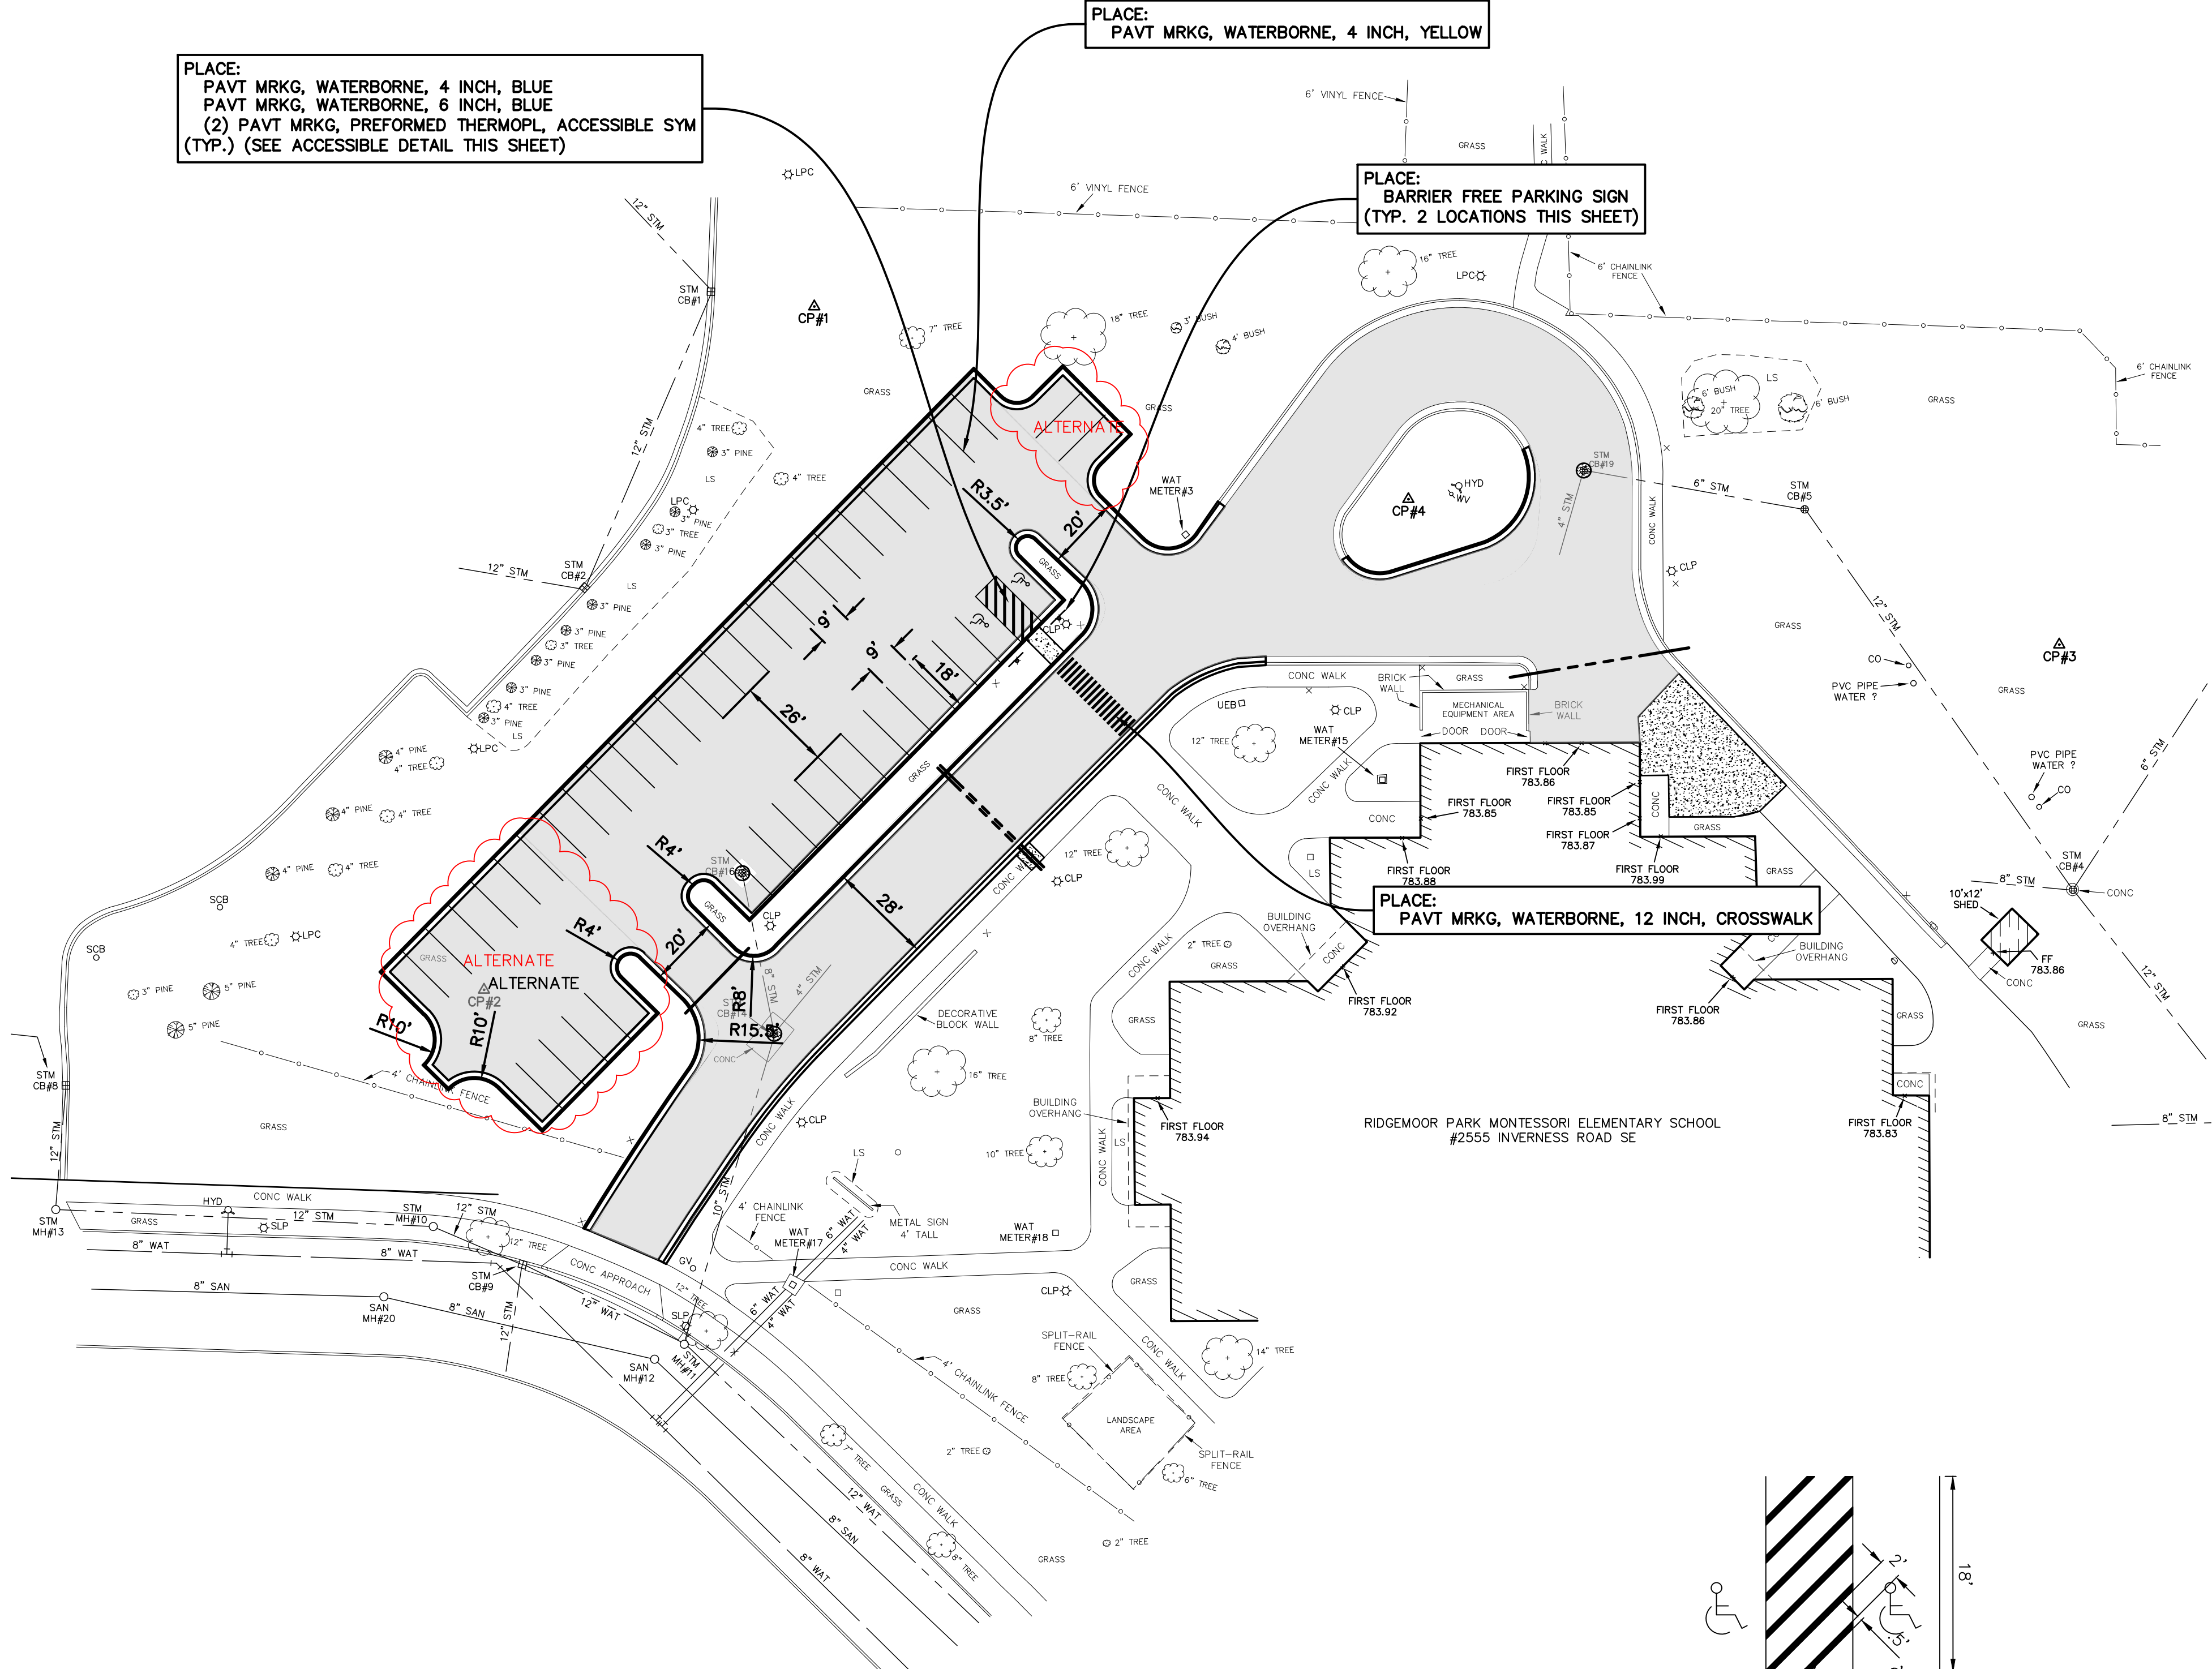 PLACE:
PAVT MRKG, WATERBORNE, 4 INCH, YELLOW
PLACE:
PAVT MRKG, WATERBORNE, 4 INCH, BLUE
PAVT MRKG, WATERBORNE, 6 INCH, BLUE
(2) PAVT MRKG, PREFORMED THERMOPL, ACCESSIBLE SYM
(TYP.) (SEE ACCESSIBLE DETAIL THIS SHEET)
6' VINYL FENCE
GRASS
CONC WALK
LPC
PLACE:
BARRIER FREE PARKING SIGN
(TYP. 2 LOCATIONS THIS SHEET)
6' VINYL FENCE
12" STM
16" TREE
LPC
6' CHAINLINK
FENCE
STM
CB#1
CP#1
7" TREE
18" TREE
3' BUSH
4' BUSH
6' CHAINLINK
FENCE
LS
6' BUSH
20" TREE
6' BUSH
GRASS
GRASS
GRASS
ALTERNATE
12" STM
4" TREE
3" PINE
LS
4" TREE
LPC
3" PINE
3" TREE
3" PINE
R3.5'
20'
WAT
METER#3
HYD
WV
CP#4
STM
CB#19
4" STM
6" STM
STM
CB#5
CONC WALK
12" STM
STM
CB#2
LS
GRASS
CLP
3" PINE
3" PINE
3" TREE
3" PINE
3" PINE
4" TREE
3" PINE
LS
LPC
9'
9'
18'
26'
CLP
12" STM
GRASS
CP#3
CO
PVC PIPE
WATER ?
GRASS
CONC WALK
BRICK
WALL
GRASS
MECHANICAL
EQUIPMENT AREA
BRICK
WALL
DOOR
DOOR
UEB
CLP
WAT
METER#15
12" TREE
CONC WALK
CONC WALK
GRASS
4" PINE
4" TREE
4" PINE
4" TREE
4" PINE
4" TREE
FIRST FLOOR
783.86
FIRST FLOOR
783.85
FIRST FLOOR
783.85
CONC
CONC
GRASS
FIRST FLOOR
783.87
FIRST FLOOR
783.88
FIRST FLOOR
783.99
PVC PIPE
WATER ?
CO
6" STM
R4'
STM
CB#16
GRASS
CLP
28'
12" TREE
CLP
CONC WALK
LS
GRASS
STM
CB#4
CONC
8" STM
10'x12'
SHED
FF
783.86
CONC
12" STM
PLACE:
PAVT MRKG, WATERBORNE, 12 INCH, CROSSWALK
SCB
SCB
4" TREE
LPC
3" PINE
5" PINE
5" PINE
GRASS
ALTERNATE
ALTERNATE
CP#2
R4'
20'
R10'
R10'
R8'
R15.5'
8" STM
4" STM
STM
CB#14
CONC
2" TREE
GRASS
CONC WALK
BUILDING
OVERHANG
CONC
FIRST FLOOR
783.92
BUILDING
OVERHANG
FIRST FLOOR
783.86
GRASS
GRASS
DECORATIVE
BLOCK WALL
8" TREE
16" TREE
GRASS
STM
CB#8
4' CHAINLINK FENCE
GRASS
12" STM
CONC WALK
CLP
BUILDING
OVERHANG
LS
FIRST FLOOR
783.94
RIDGEMOOR PARK MONTESSORI ELEMENTARY SCHOOL
#2555 INVERNESS ROAD SE
CONC
FIRST FLOOR
783.83
8" STM
10" TREE
CONC WALK
LS
10" STM
4' CHAINLINK
FENCE
6" WAT
4" WAT
METAL SIGN
4' TALL
WAT
METER#17
WAT
METER#18
CONC WALK
HYD
STM
MH#10
12" STM
12" STM
STM
MH#13
GRASS
SLP
8" WAT
8" WAT
12" TREE
CONC APPROACH
STM
CB#9
GV
12" TREE
CONC WALK
GRASS
8" SAN
SAN
MH#20
8" SAN
12" STM
12" WAT
SLP
STM
MH#11
6" WAT
4" WAT
SAN
MH#12
GRASS
CLP
SPLIT-RAIL
FENCE
CONC WALK
14" TREE
8" TREE
4' CHAINLINK FENCE
LANDSCAPE
AREA
SPLIT-RAIL
FENCE
6" TREE
2" TREE
7" TREE
GRASS
CONC WALK
12" WAT
8" SAN
8" WAT
8" TREE
GRASS
2" TREE
2'
18'
.5'